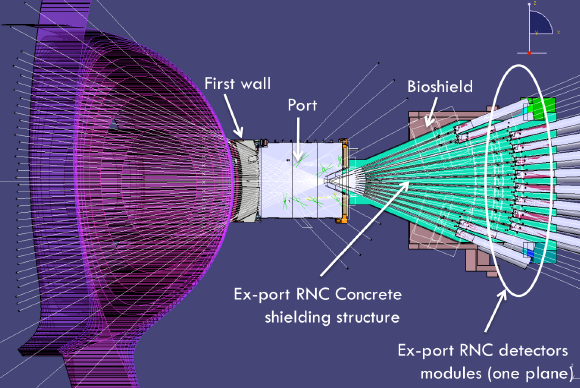 First wall
Port
Bioshield
Ex-port RNC Concrete
shielding structure
Ex-port RNC detectors
modules (one plane)